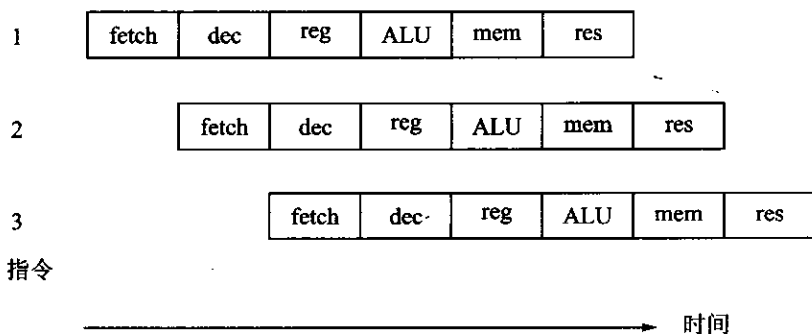 1 fetch dec reg ALU mem res
2 fetch dec reg ALU mem res
3 fetch dec reg ALU mem res
指令
时间